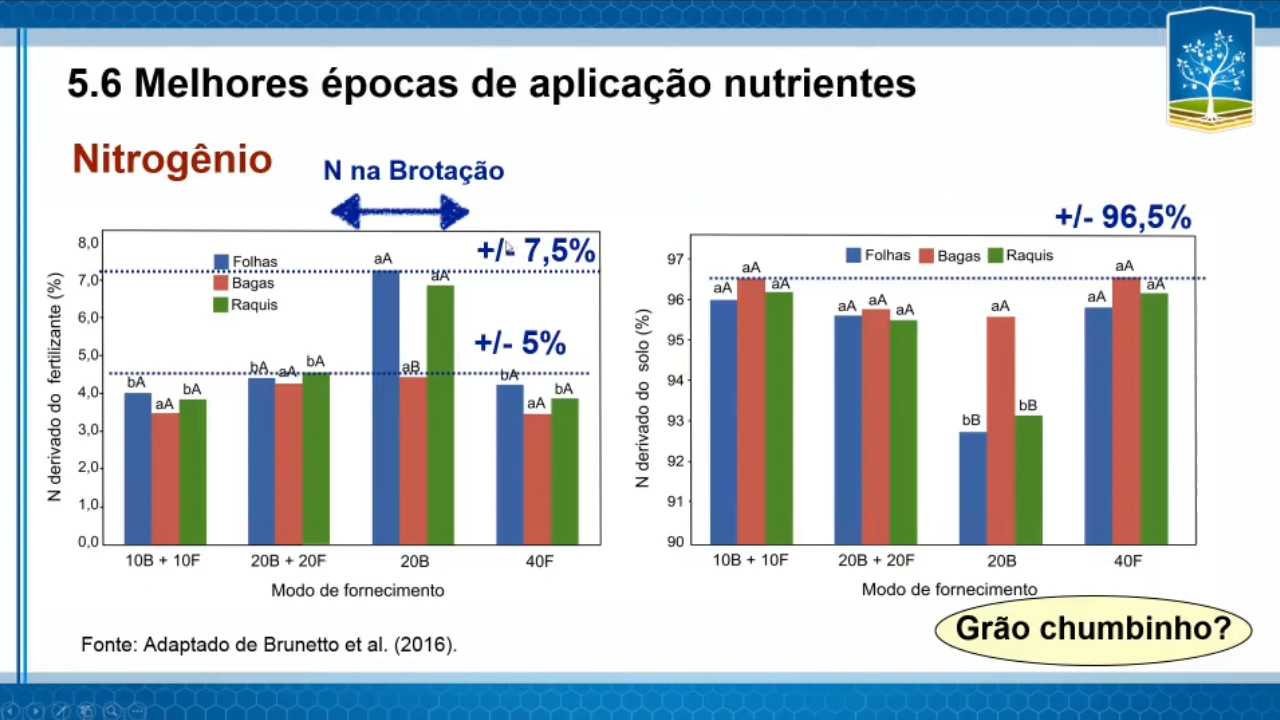 5.6 Melhores épocas de aplicação nutrientes
Nitrogênio
N na Brotação
+/- 7,5%
+/- 5%
N derivado do fertilizante (%)
8,0
7,0
6,0
5,0
4,0
3,0
2,0
1,0
0,0
Folhas
Bagas
Raquis
bA aA bA
bA aA bA
aA aB aA
bA aA bA
10B + 10F 20B + 20F 20B 40F
Modo de fornecimento
+/- 96,5%
N derivado do solo (%)
97
96
95
94
93
92
91
90
Folhas Bagas Raquis
aA aA aA
aA aA aA
bB aA bB
aA aA aA
10B + 10F 20B + 20F 20B 40F
Modo de fornecimento
Grão chumbinho?
Fonte: Adaptado de Brunetto et al. (2016).